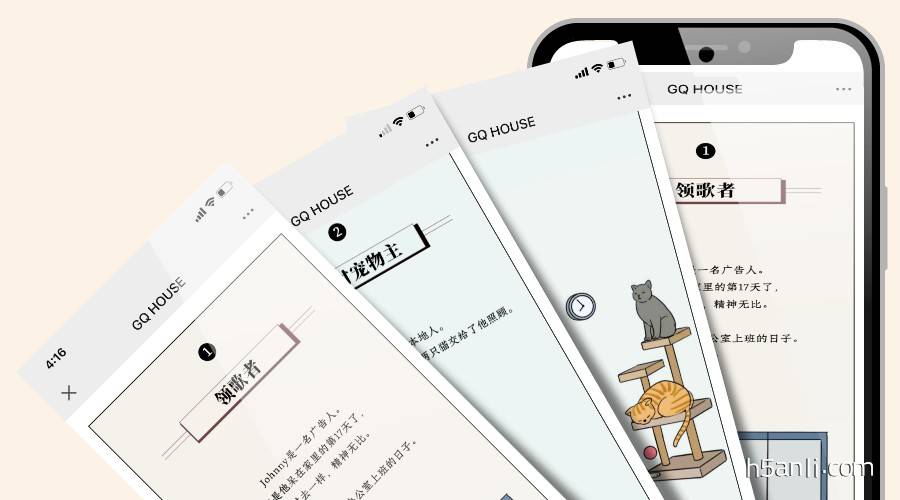 4:16
GQ HOUSE
1
领歌者
Johnny是一名广告人。
是他呆在家里的第17天了，
去一样，精神无比。
公室上班的日子。
GQ HOUSE
2
宠物主
本地人。
两只猫交给了他照顾。
GQ HOUSE
GQ HOUSE
1
领歌者
一名广告人。
家里的第17天了，
，精神无比。
公室上班的日子。
h5anli.com